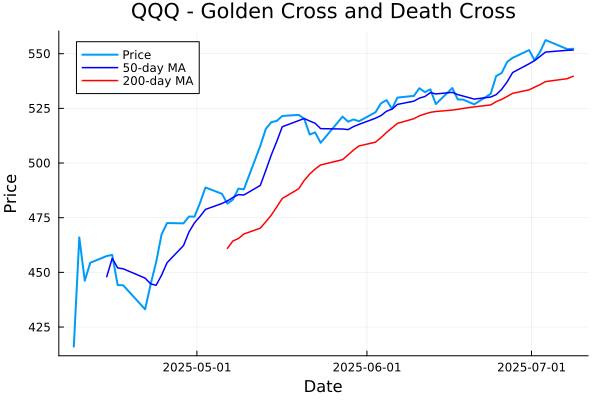 QQQ - Golden Cross and Death Cross
Price
50-day MA
200-day MA
550
525
500
475
450
425
Price
2025-05-01
2025-06-01
2025-07-01
Date